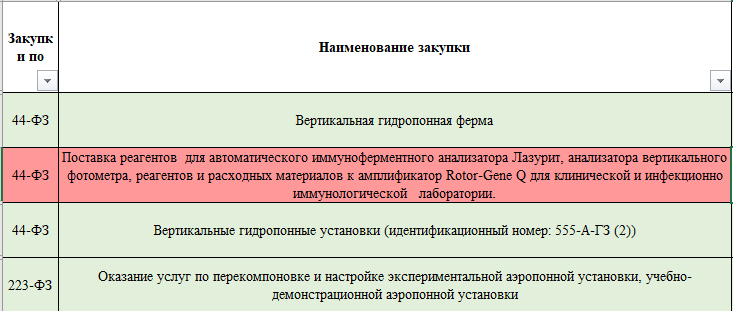 Закупк
и по
Наименование закупки
44-ФЗ
Вертикальная гидропонная ферма
44-ФЗ
Поставка реагентов для автоматического иммуноферментного анализатора Лазурит, анализатора вертикального
фотометра, реагентов и расходных материалов к амплификатор Rotor-Gene Q для клинической и инфекционно
иммунологической лаборатории.
44-ФЗ
Вертикальные гидропонные установки (идентификационный номер: 555-А-ГЗ (2))
223-ФЗ
Оказание услуг по перекомпоновке и настройке экспериментальной аэропонной установки, учебно-
демонстрационной аэропонной установки